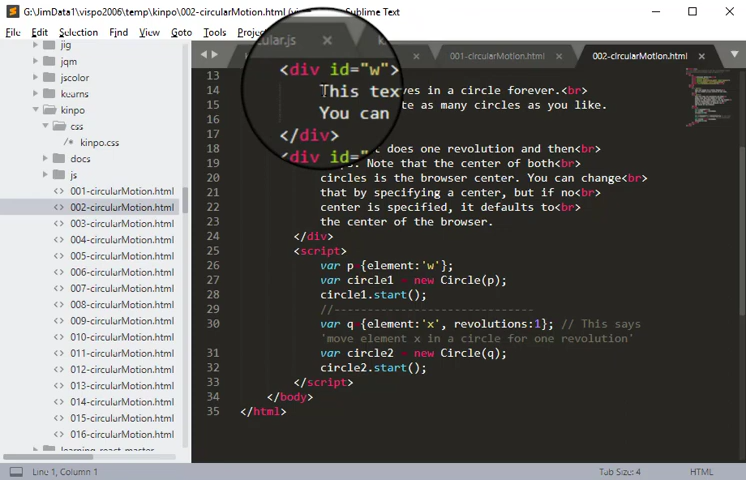 G:\JimData1\vispo2006\temp\kinpo\002-circularMotion.html
Sublime Text
File Edit Selection Find View Goto Tools
jig
jqm
jscolor
keurns
kinpo
css
kinpo.css
docs
js
001-circularMotion.html
002-circularMotion.html
003-circularMotion.html
004-circularMotion.html
005-circularMotion.html
006-circularMotion.html
007-circularMotion.html
008-circularMotion.html
009-circularMotion.html
010-circularMotion.html
011-circularMotion.html
012-circularMotion.html
013-circularMotion.html
014-circularMotion.html
015-circularMotion.html
016-circularMotion.html
001-circularMotion.html
002-circularMotion.html
<div id="w">
This tex
You can
</div>
<div id="
13
14 ves in a circle forever.<br>
15 te as many circles as you like.
16
17
18 does one revolution and then<br>
19 Note that the center of both<br>
20 circles is the browser center. You can change<br>
21 that by specifying a center, but if no<br>
22 center is specified, it defaults to<br>
23 the center of the browser.
24 </div>
25 <script>
26 var p={element:'w'};
27 var circle1 = new Circle(p);
28 circle1.start();
29 //------------------------------
30 var q={element:'x', revolutions:1}; // This says
'move element x in a circle for one revolution'
31 var circle2 = new Circle(q);
32 circle2.start();
33 </script>
34 </body>
35 </html>
Line 1, Column 1
Tab Size: 4
HTML